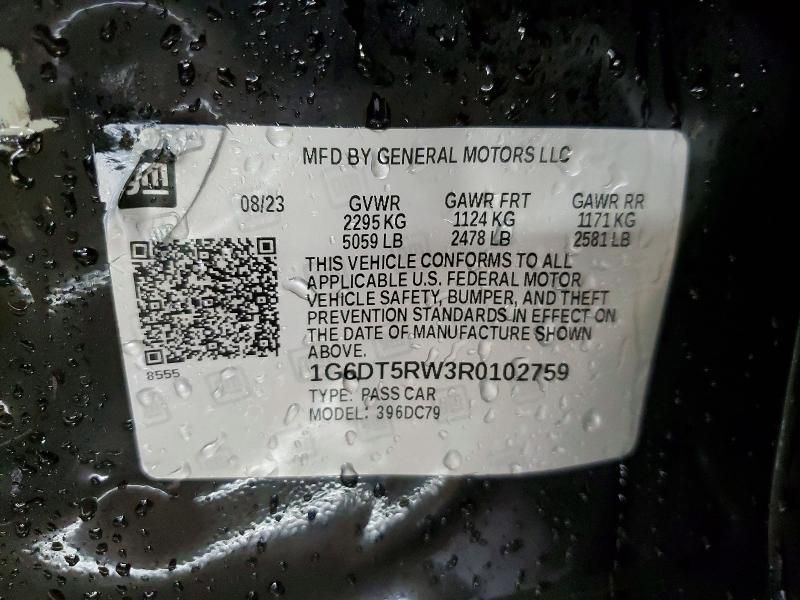 MFD BY GENERAL MOTORS LLC
gm
08/23
GVWR GAWR FRT GAWR RR
2295 KG 1124 KG 1171 KG
5059 LB 2478 LB 2581 LB
THIS VEHICLE CONFORMS TO ALL
APPLICABLE U.S. FEDERAL MOTOR
VEHICLE SAFETY, BUMPER, AND THEFT
PREVENTION STANDARDS IN EFFECT ON
THE DATE OF MANUFACTURE SHOWN
ABOVE.
8555
1G6DT5RW3R0102759
TYPE: PASS CAR
MODEL: 396DC79